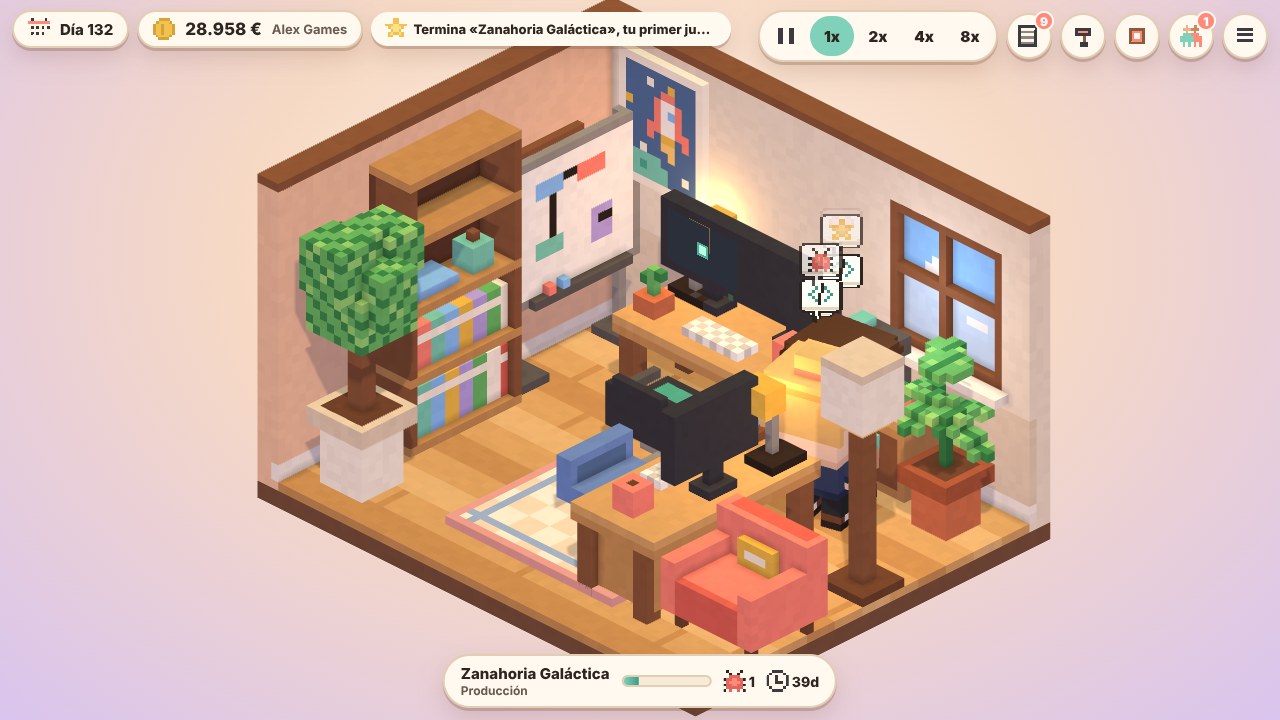 Día 132
28.958 €
Alex Games
Termina «Zanahoria Galáctica», tu primer ju...
1x
2x
4x
8x
9
1
Zanahoria Galáctica
Producción
1
39d